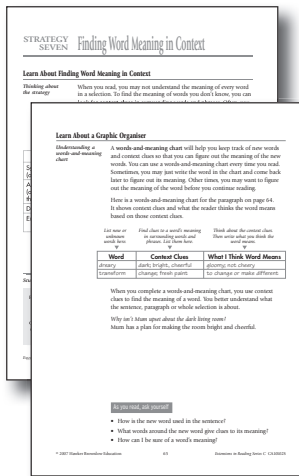 STRATEGY
SEVEN
Finding Word Meaning in Context
Learn About Finding Word Meaning in Context
Thinking about
the strategy
When you read, you may not understand the meaning of every word
in a selection. To find the meaning of words you don't know, you can
Learn About a Graphic Organiser
Understanding a
words-and-meaning
chart
A words-and-meaning chart will help you keep track of new words
and context clues so that you can figure out the meaning of the new
words. You can use a words-and-meaning chart every time you read.
Sometimes, you may just write the word in the chart and come back
later to figure out its meaning. Other times, you may want to figure
out the meaning of the word before you continue reading.
Here is a words-and-meaning chart for the paragraph on page 64.
It shows context clues and what the reader thinks the word means
based on those context clues.
List new or
unknown
words here.
Find clues to a word's meaning
in surrounding words and
phrases. List them here.
Think about the context clues.
Then write what you think the
word means.
Word Context Clues What I Think Word Means
dreary dark; bright, cheerful gloomy; not cheery
transform change; fresh paint to change or make different
When you complete a words-and-meaning chart, you use context
clues to find the meaning of a word. You better understand what
the sentence, paragraph or whole selection is about.
Why isn't Mum upset about the dark living room?
Mum has a plan for making the room bright and cheerful.
As you read, ask yourself
• How is the new word used in the sentence?
• What words around the new word give clues to its meaning?
• How can I be sure of a word's meaning?
© 2007 Hawker Brownlow Education